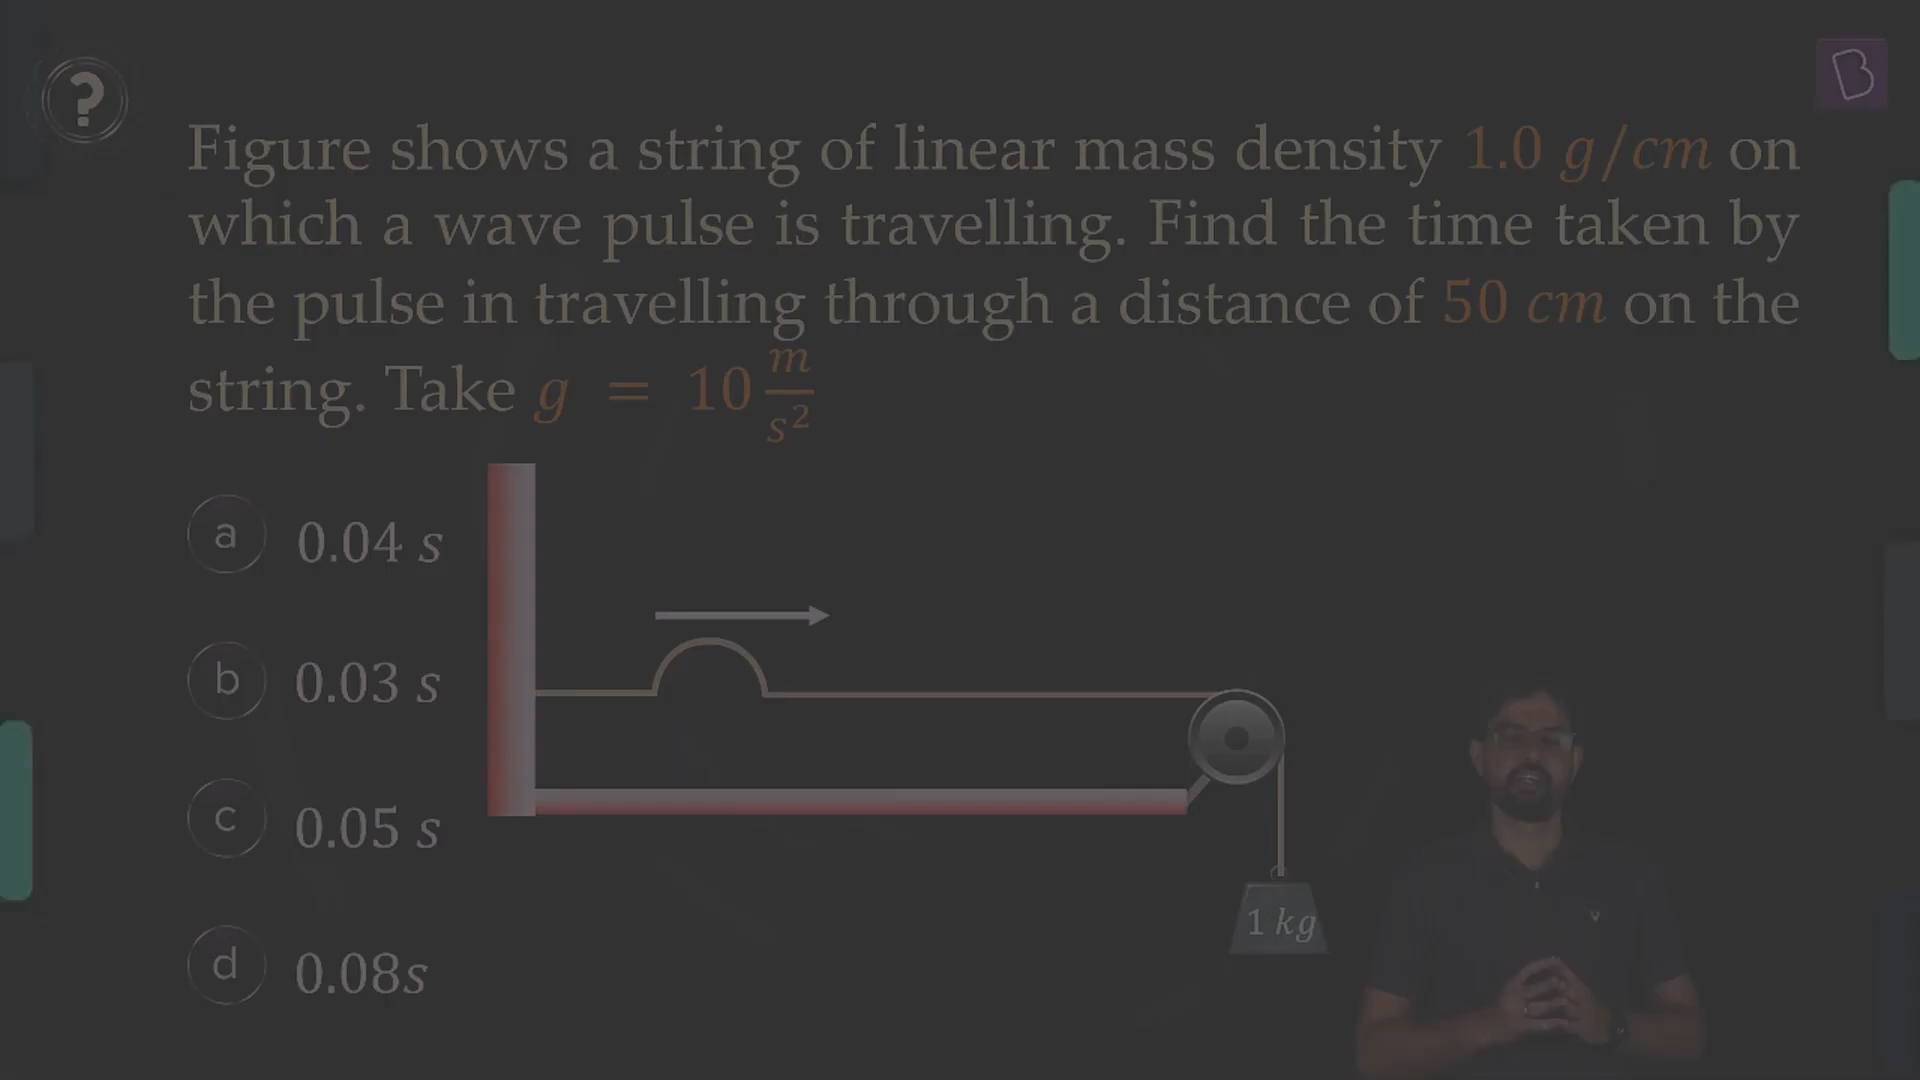 ?
B
Figure shows a string of linear mass density 1.0 g/cm on
which a wave pulse is travelling. Find the time taken by
the pulse in travelling through a distance of 50 cm on the
string. Take g = 10 m/s²
a 0.04 s
b 0.03 s
c 0.05 s
1 kg
d 0.08s